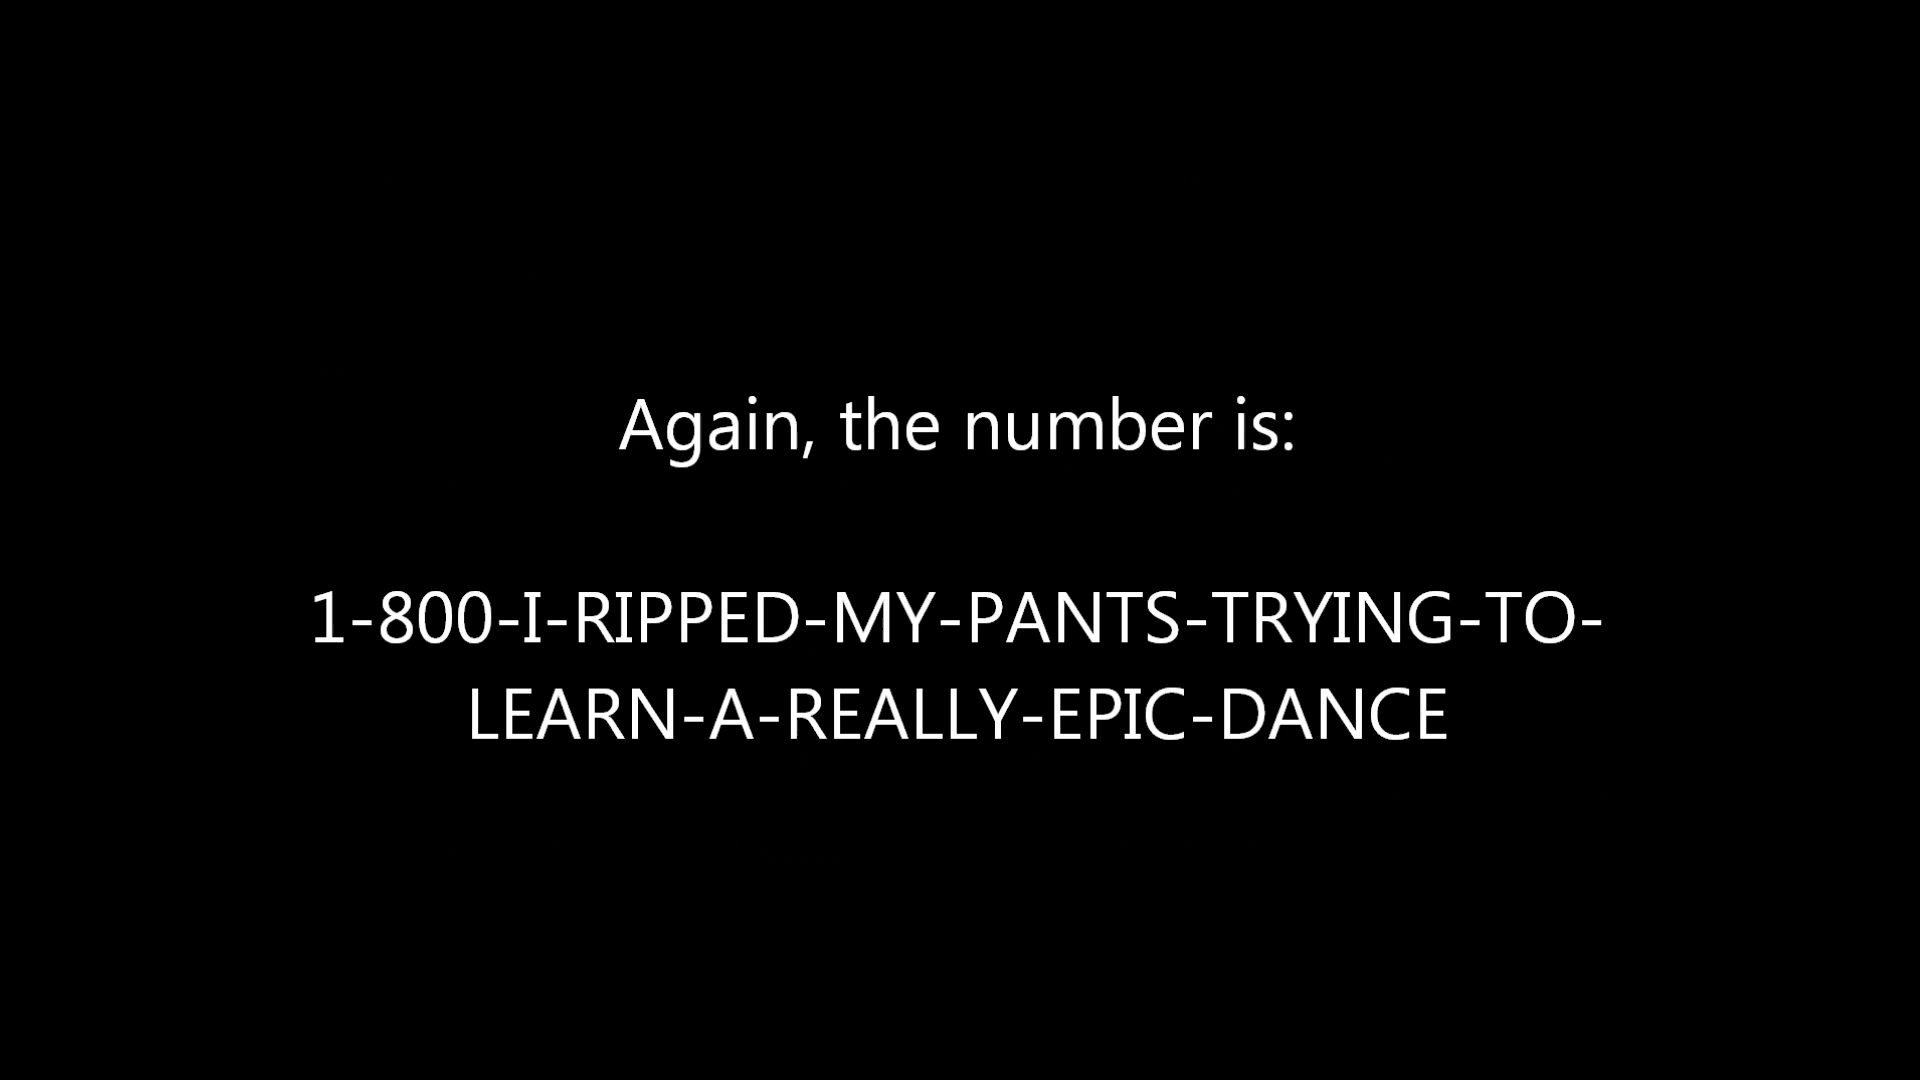 Again, the number is:
1-800-I-RIPPED-MY-PANTS-TRYING-TO-
LEARN-A-REALLY-EPIC-DANCE